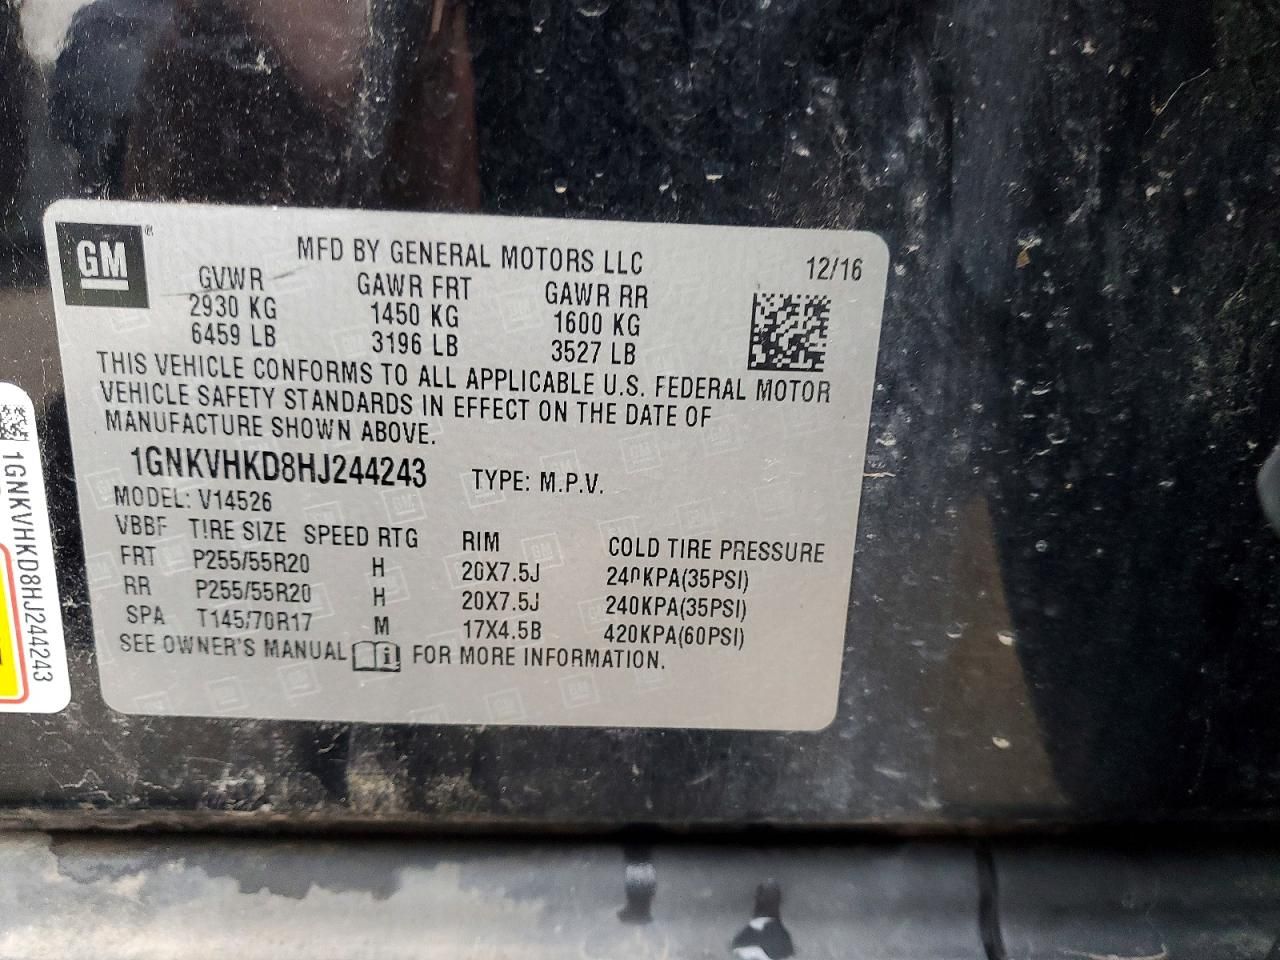 GM®
MFD BY GENERAL MOTORS LLC 12/16
GVWR GAWR FRT GAWR RR
2930 KG 1450 KG 1600 KG
6459 LB 3196 LB 3527 LB
THIS VEHICLE CONFORMS TO ALL APPLICABLE U.S. FEDERAL MOTOR
VEHICLE SAFETY STANDARDS IN EFFECT ON THE DATE OF
MANUFACTURE SHOWN ABOVE.
1GNKVHKD8HJ244243 TYPE: M.P.V.
MODEL: V14526
VBBF TIRE SIZE SPEED RTG RIM COLD TIRE PRESSURE
FRT P255/55R20 H 20X7.5J 240KPA(35PSI)
RR P255/55R20 H 20X7.5J 240KPA(35PSI)
SPA T145/70R17 M 17X4.5B 420KPA(60PSI)
SEE OWNER'S MANUAL i FOR MORE INFORMATION.
1GNKVHKD8HJ244243